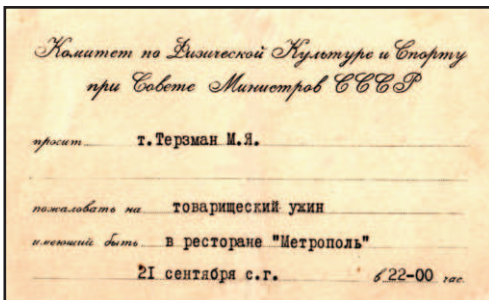 Комитет по Физической Культуре и Спорту
при Совете Министров СССР
просит т.Терзман М.Я.
пожаловать на товарищеский ужин
имеющий быть в ресторане "Метрополь"
21 сентября с.г. в 22-00 час.